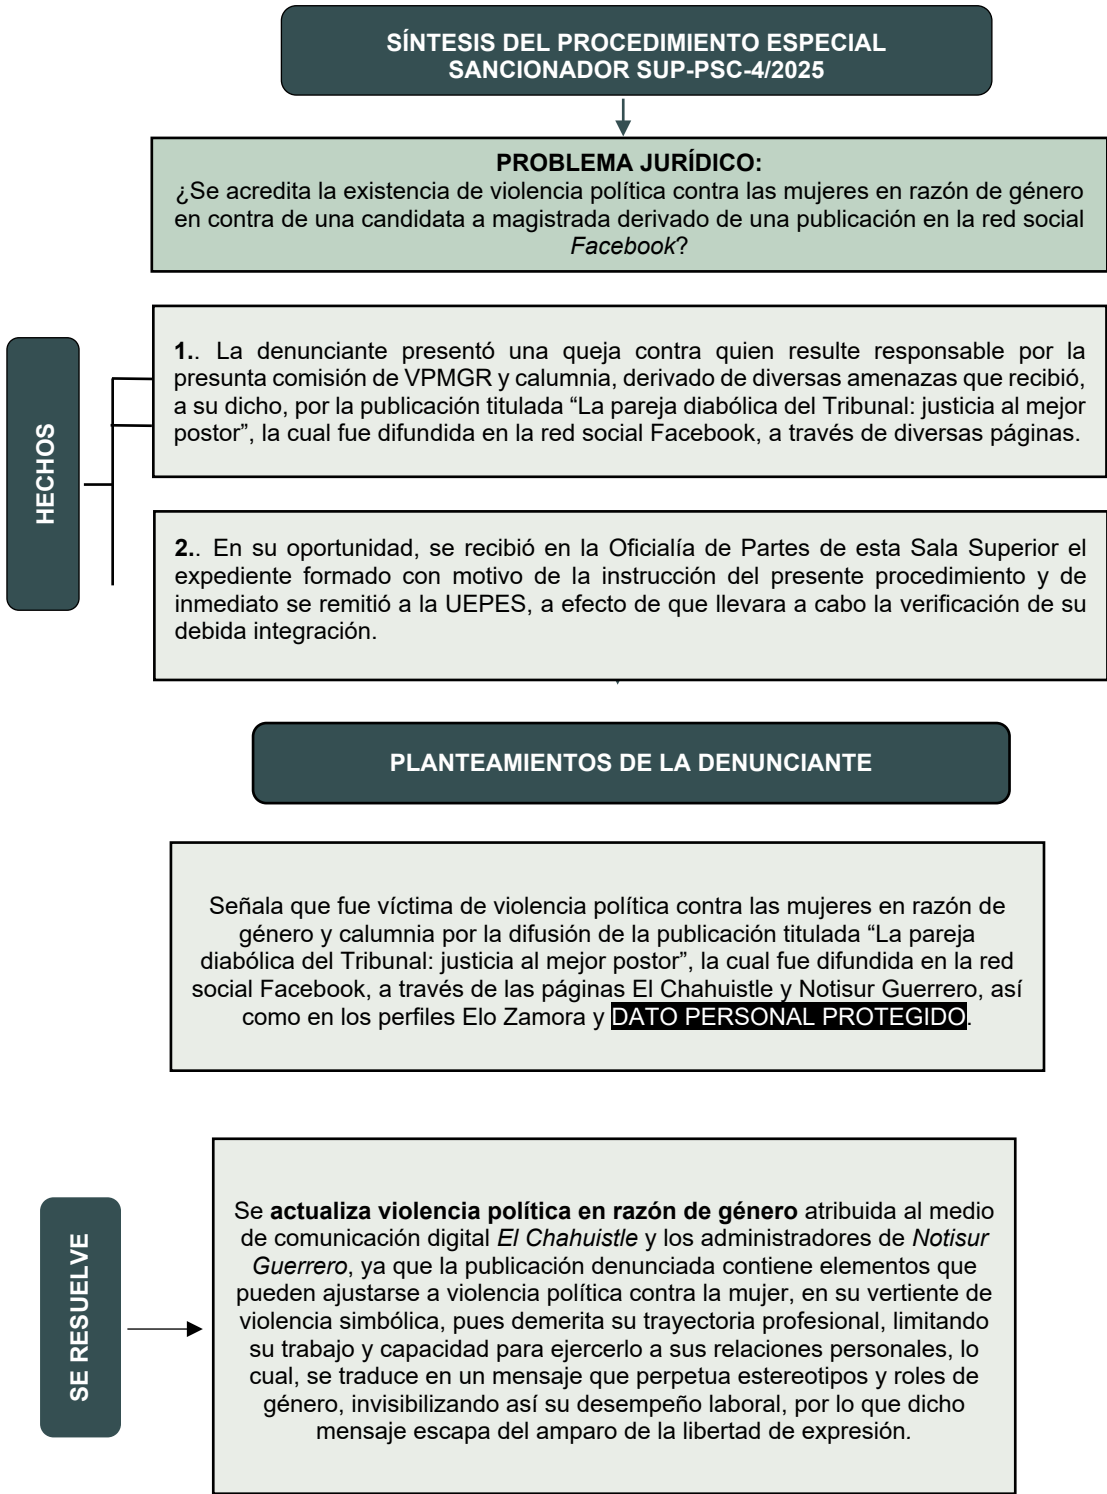 SÍNTESIS DEL PROCEDIMIENTO ESPECIAL
SANCIONADOR SUP-PSC-4/2025
PROBLEMA JURÍDICO:
¿Se acredita la existencia de violencia política contra las mujeres en razón de género
en contra de una candidata a magistrada derivado de una publicación en la red social
Facebook?
HECHOS
1.. La denunciante presentó una queja contra quien resulte responsable por la
presunta comisión de VPMGR y calumnia, derivado de diversas amenazas que recibió,
a su dicho, por la publicación titulada “La pareja diabólica del Tribunal: justicia al mejor
postor”, la cual fue difundida en la red social Facebook, a través de diversas páginas.
2.. En su oportunidad, se recibió en la Oficialía de Partes de esta Sala Superior el
expediente formado con motivo de la instrucción del presente procedimiento y de
inmediato se remitió a la UEPES, a efecto de que llevara a cabo la verificación de su
debida integración.
PLANTEAMIENTOS DE LA DENUNCIANTE
Señala que fue víctima de violencia política contra las mujeres en razón de
género y calumnia por la difusión de la publicación titulada “La pareja
diabólica del Tribunal: justicia al mejor postor”, la cual fue difundida en la red
social Facebook, a través de las páginas El Chahuistle y Notisur Guerrero, así
como en los perfiles Elo Zamora y DATO PERSONAL PROTEGIDO.
SE RESUELVE
Se actualiza violencia política en razón de género atribuida al medio
de comunicación digital El Chahuistle y los administradores de Notisur
Guerrero, ya que la publicación denunciada contiene elementos que
pueden ajustarse a violencia política contra la mujer, en su vertiente de
violencia simbólica, pues demerita su trayectoria profesional, limitando
su trabajo y capacidad para ejercerlo a sus relaciones personales, lo
cual, se traduce en un mensaje que perpetua estereotipos y roles de
género, invisibilizando así su desempeño laboral, por lo que dicho
mensaje escapa del amparo de la libertad de expresión.